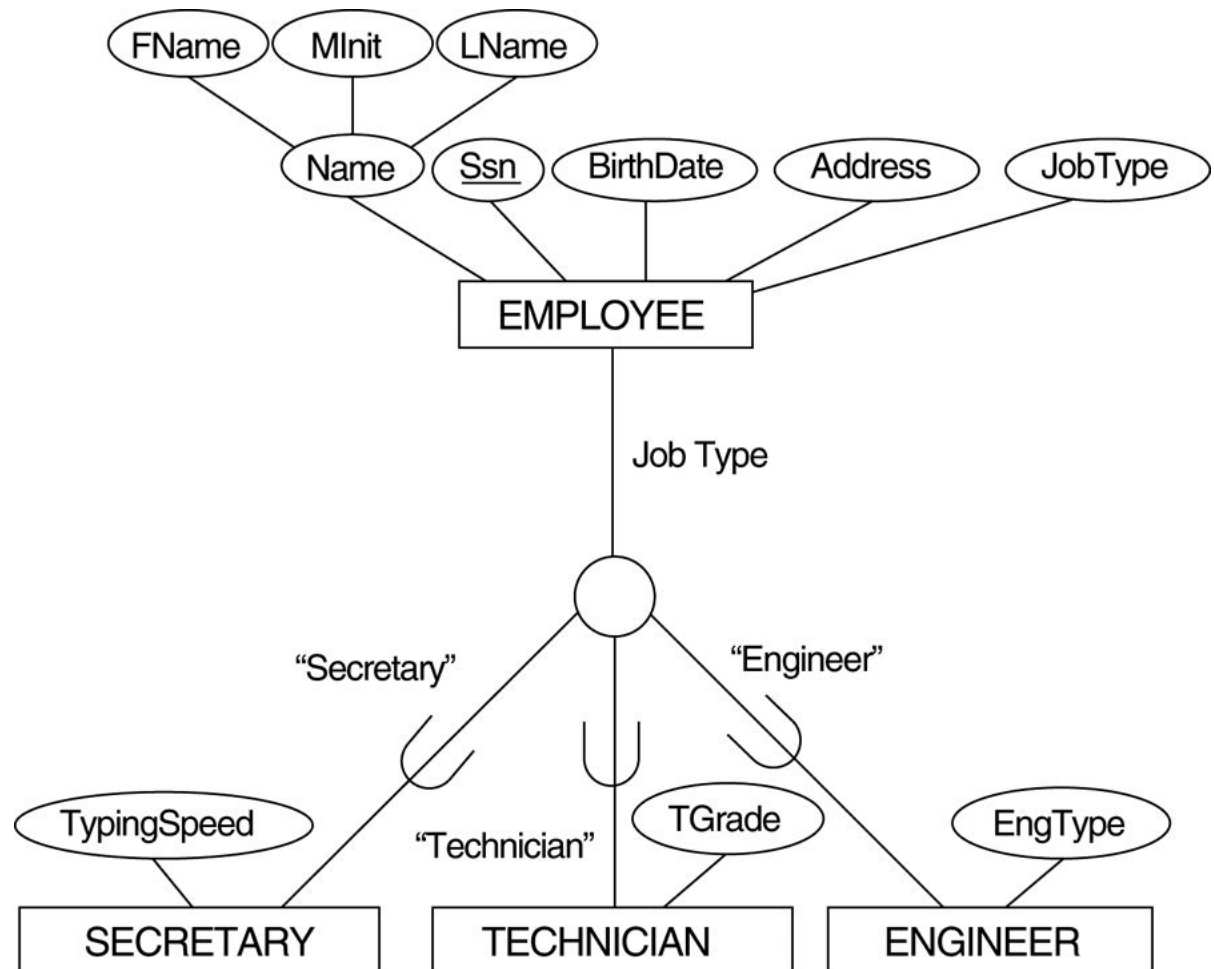 FName MInit LName
Name Ssn BirthDate Address JobType
EMPLOYEE
Job Type
“Secretary” “Engineer”
TypingSpeed “Technician” TGrade EngType
SECRETARY TECHNICIAN ENGINEER